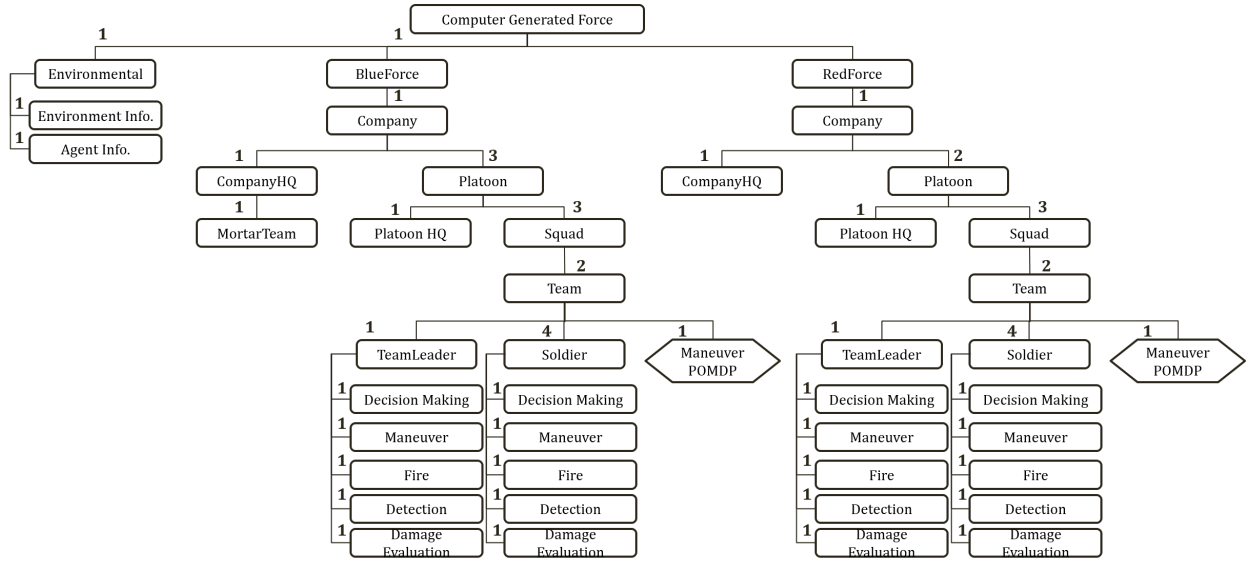 Computer Generated Force
1
1
Environmental
BlueForce
RedForce
1
1
1
Environment Info.
Company
Company
1
Agent Info.
1
3
1
2
CompanyHQ
Platoon
CompanyHQ
Platoon
1
1
3
1
3
MortarTeam
Platoon HQ
Squad
Platoon HQ
Squad
2
2
Team
Team
1
4
1
1
4
1
TeamLeader
Soldier
Maneuver
POMDP
TeamLeader
Soldier
Maneuver
POMDP
1
Decision Making
1
Decision Making
1
Decision Making
1
Decision Making
1
Maneuver
1
Maneuver
1
Maneuver
1
Maneuver
1
Fire
1
Fire
1
Fire
1
Fire
1
Detection
1
Detection
1
Detection
1
Detection
1
Damage
Evaluation
1
Damage
Evaluation
1
Damage
Evaluation
1
Damage
Evaluation